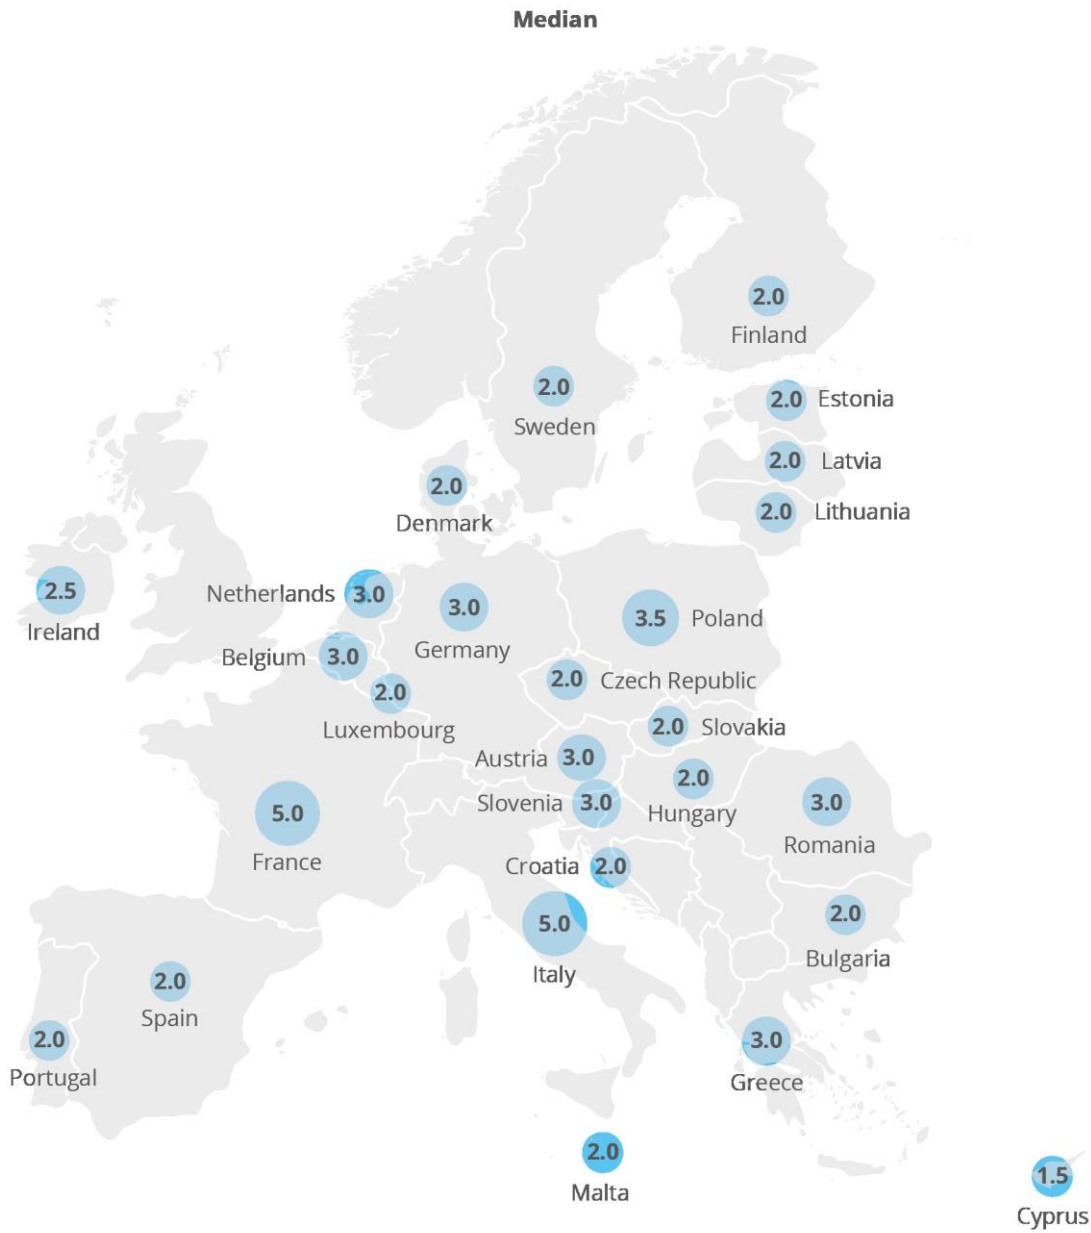 Median
2.0
Finland
2.0
Sweden
2.0 Estonia
2.0 Latvia
2.0 Lithuania
2.0
Denmark
2.5
Ireland
Netherlands 3.0
3.0
Germany
3.5 Poland
Belgium 3.0
2.0
Luxembourg
2.0 Czech Republic
2.0 Slovakia
Austria 3.0
2.0
Hungary
Slovenia 3.0
3.0
Romania
5.0
France
Croatia 2.0
5.0
Italy
2.0
Bulgaria
2.0
Spain
2.0
Portugal
3.0
Greece
2.0
Malta
1.5
Cyprus